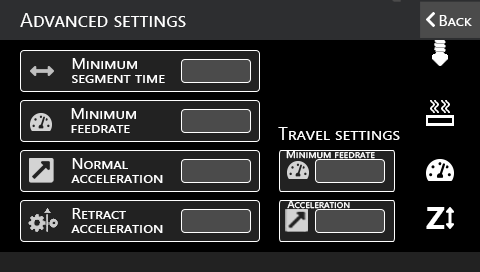 Advanced settings
Back
Minimum
segment time
Minimum
feedrate
Travel settings
Normal
acceleration
Minimum feedrate
Retract
acceleration
Acceleration
Z